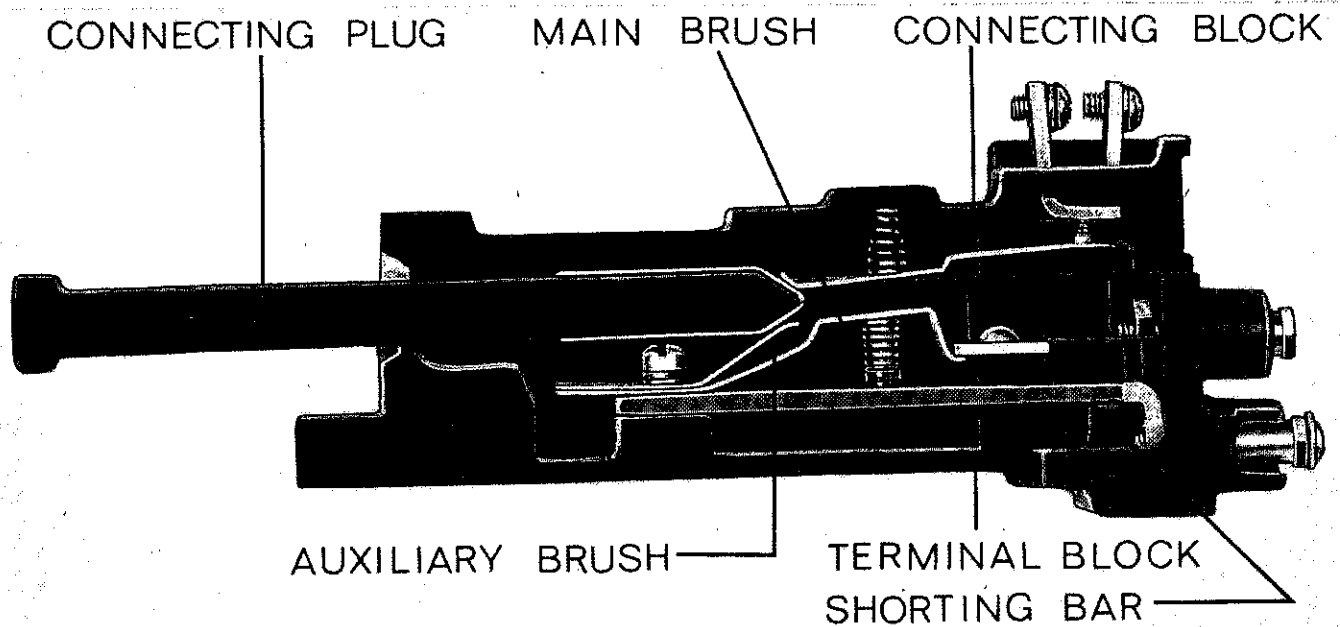 CONNECTING PLUG
MAIN BRUSH
CONNECTING BLOCK
AUXILIARY BRUSH
TERMINAL BLOCK
SHORTING BAR